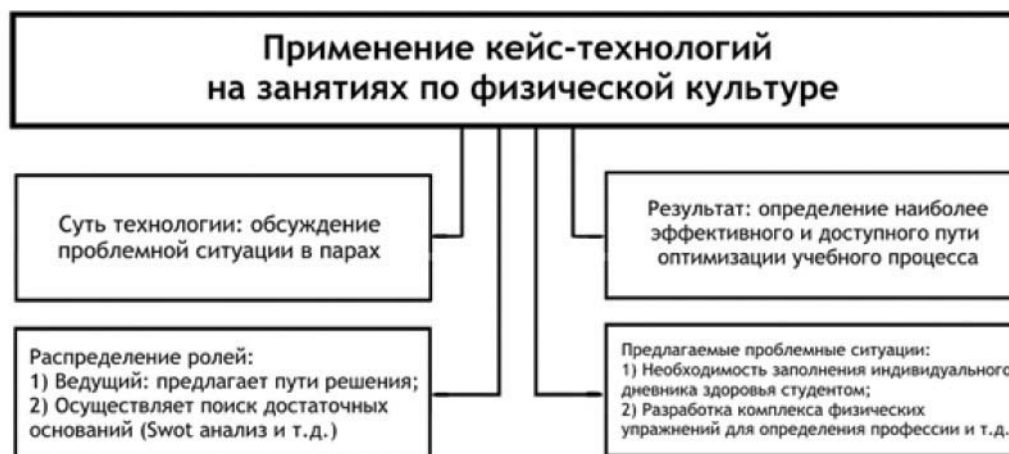 Применение кейс-технологий
на занятиях по физической культуре
Суть технологии: обсуждение
проблемной ситуации в парах
Результат: определение наиболее
эффективного и доступного пути
оптимизации учебного процесса
Распределение ролей:
1) Ведущий: предлагает пути решения;
2) Осуществляет поиск достаточных
оснований (Swot анализ и т.д.)
Предлагаемые проблемные ситуации:
1) Необходимость заполнения индивидуального
дневника здоровья студентом;
2) Разработка комплекса физических
упражнений для определения профессии и т.д.